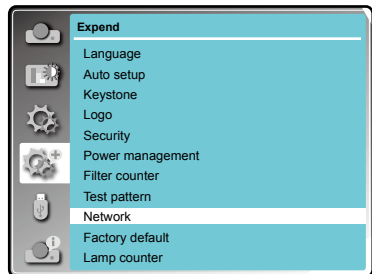 Expend
Language
Auto setup
Keystone
Logo
Security
Power management
Filter counter
Test pattern
Network
Factory default
Lamp counter